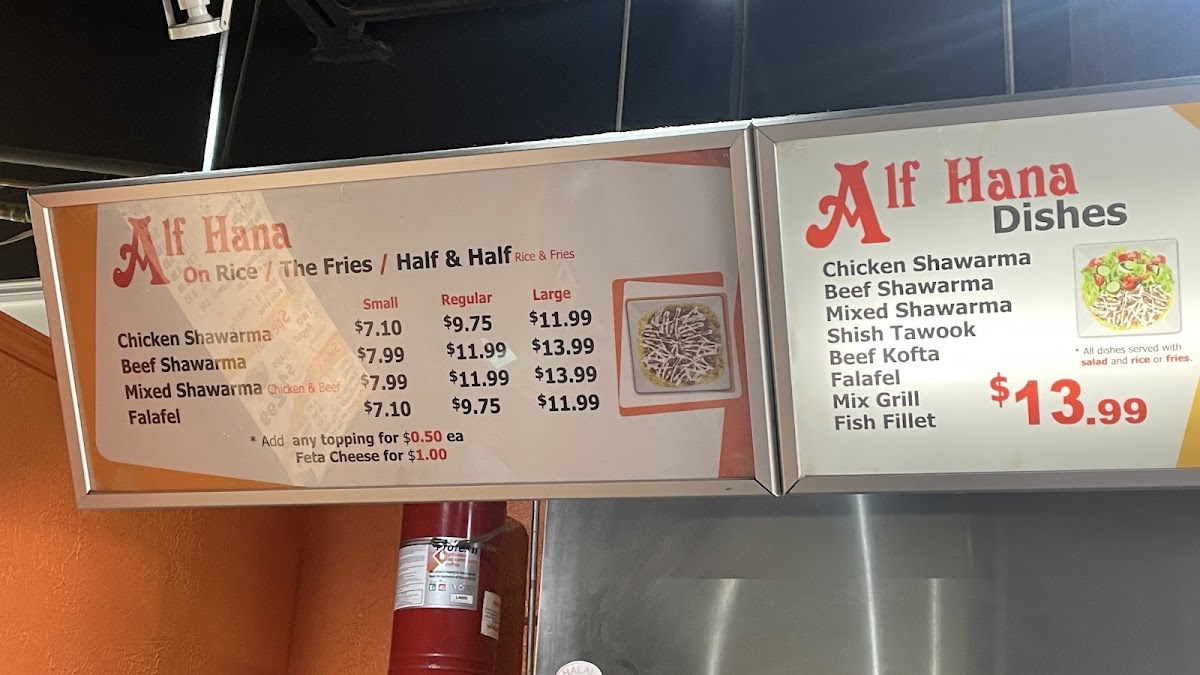 Alf Hana
On Rice / The Fries / Half & Half Rice & Fries
Small Regular Large
Chicken Shawarma $7.10 $9.75 $11.99
Beef Shawarma $7.99 $11.99 $13.99
Mixed Shawarma Chicken & Beef $7.99 $11.99 $13.99
Falafel $7.10 $9.75 $11.99
* Add any topping for $0.50 ea
Feta Cheese for $1.00
Alf Hana
Dishes
Chicken Shawarma
Beef Shawarma
Mixed Shawarma
Shish Tawook
Beef Kofta
Falafel
Mix Grill
Fish Fillet
* All dishes served with
salad and rice or fries.
$13.99
HALAL